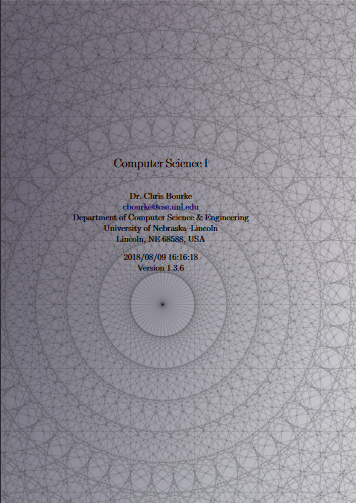 Computer Science I
Dr. Chris Bourke
cbourke@cse.unl.edu
Department of Computer Science & Engineering
University of Nebraska–Lincoln
Lincoln, NE 68588, USA
2018/08/09 16:16:18
Version 1.3.6